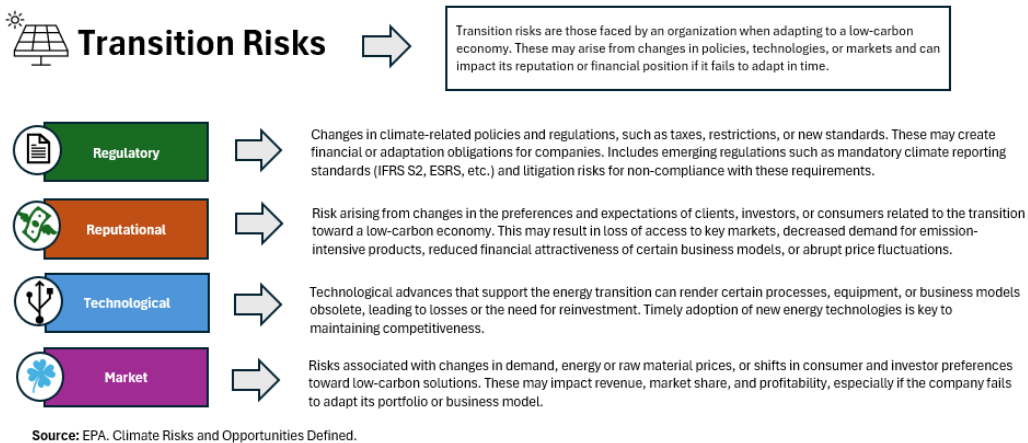 Transition Risks
Transition risks are those faced by an organization when adapting to a low-carbon
economy. These may arise from changes in policies, technologies, or markets and can
impact its reputation or financial position if it fails to adapt in time.
Regulatory
Changes in climate-related policies and regulations, such as taxes, restrictions, or new standards. These may create
financial or adaptation obligations for companies. Includes emerging regulations such as mandatory climate reporting
standards (IFRS S2, ESRS, etc.) and litigation risks for non-compliance with these requirements.
Reputational
Risk arising from changes in the preferences and expectations of clients, investors, or consumers related to the transition
toward a low-carbon economy. This may result in loss of access to key markets, decreased demand for emission-
intensive products, reduced financial attractiveness of certain business models, or abrupt price fluctuations.
Technological
Technological advances that support the energy transition can render certain processes, equipment, or business models
obsolete, leading to losses or the need for reinvestment. Timely adoption of new energy technologies is key to
maintaining competitiveness.
Market
Risks associated with changes in demand, energy or raw material prices, or shifts in consumer and investor preferences
toward low-carbon solutions. These may impact revenue, market share, and profitability, especially if the company fails
to adapt its portfolio or business model.
Source: EPA. Climate Risks and Opportunities Defined.